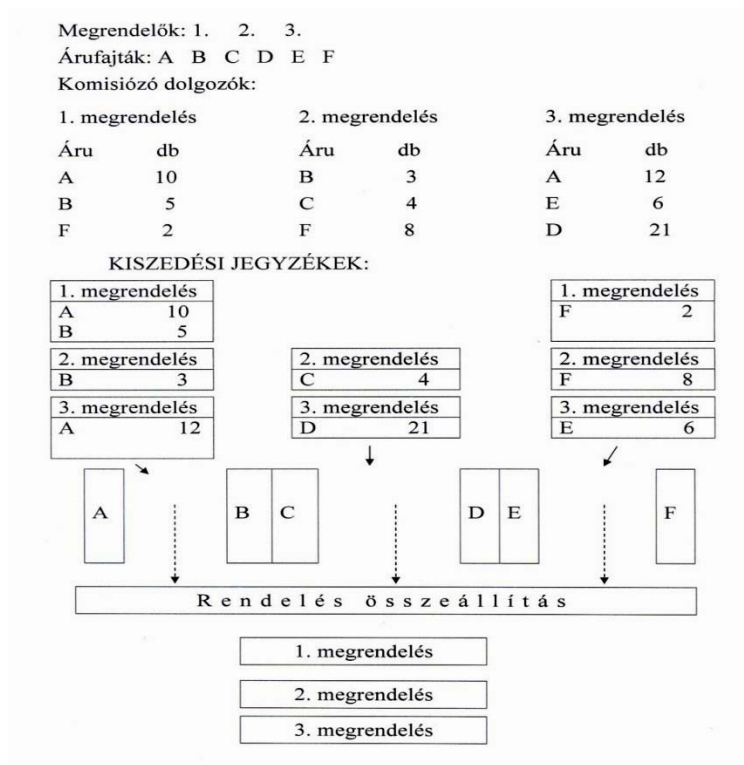 Megrendelők: 1. 2. 3.
Árufajták: A B C D E F
Komisiózó dolgozók:
1. megrendelés 2. megrendelés 3. megrendelés
Áru db Áru db Áru db
A 10 B 3 A 12
B 5 C 4 E 6
F 2 F 8 D 21
KISZEDÉSI JEGYZÉKEK:
1. megrendelés 1. megrendelés
A 10 F 2
B 5
2. megrendelés 2. megrendelés 2. megrendelés
B 3 C 4 F 8
3. megrendelés 3. megrendelés 3. megrendelés
A 12 D 21 E 6
A B C D E F
Rendelés összeállítás
1. megrendelés
2. megrendelés
3. megrendelés